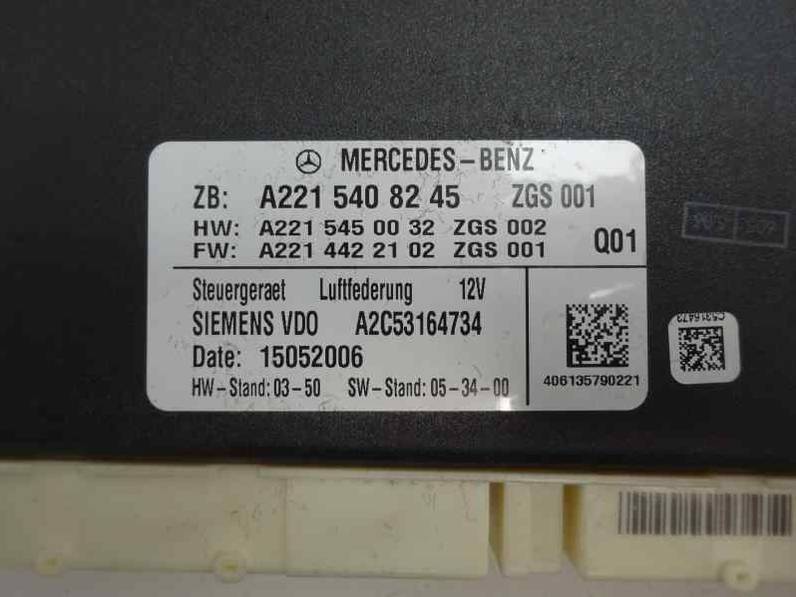 MERCEDES-BENZ
ZB: A221 540 82 45 ZGS 001
HW: A221 545 00 32 ZGS 002
FW: A221 442 21 02 ZGS 001 Q01
Steuergeraet Luftfederung 12V
SIEMENS VDO A2C53164734
Date: 15052006
HW-Stand: 03-50 SW-Stand: 05-34-00
406135790221